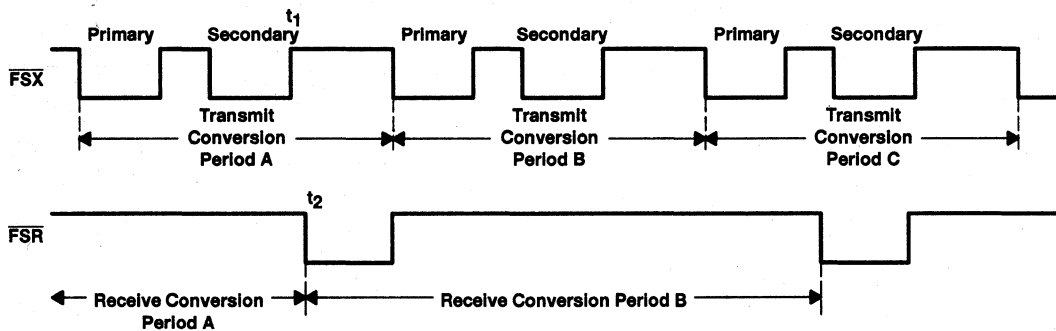 t1
Primary Secondary Primary Secondary Primary Secondary
FSX
Transmit Conversion Period A
Transmit Conversion Period B
Transmit Conversion Period C
t2
FSR
Receive Conversion Period A
Receive Conversion Period B